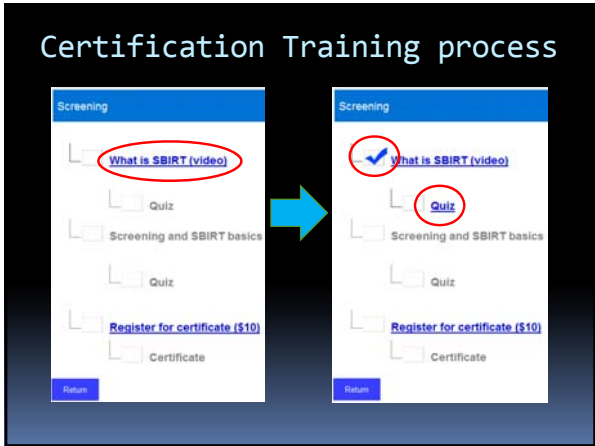 Certification Training process
Screening
What is SBIRT (video)
Quiz
Screening and SBIRT basics
Quiz
Register for certificate ($10)
Certificate
Return
Screening
What is SBIRT (video)
Quiz
Screening and SBIRT basics
Quiz
Register for certificate ($10)
Certificate
Return